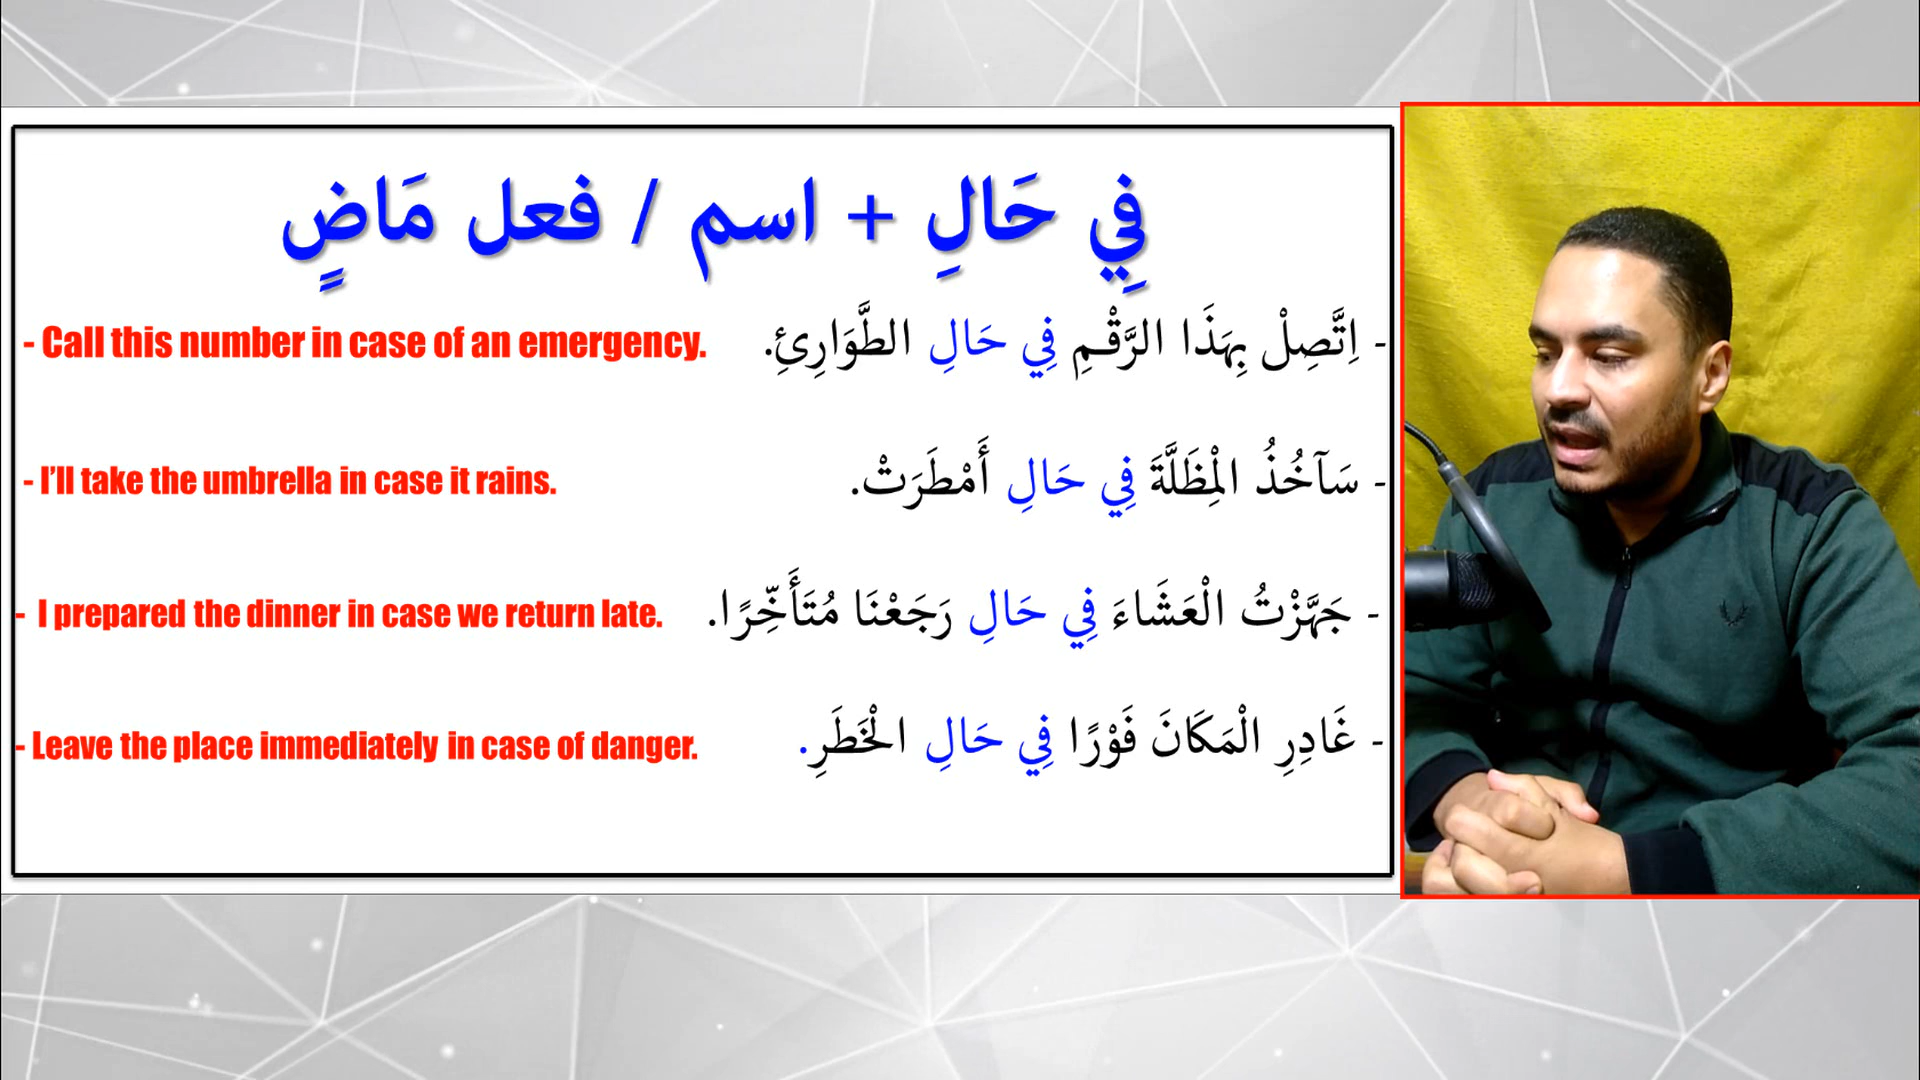 فِي حَالِ + اسم / فعل مَاضٍ
- اِتَّصِلْ بِهَذَا الرَّقْمِ فِي حَالِ الطَّوَارِئِ.
- Call this number in case of an emergency.
- سَآخُذُ الْمِظَلَّةَ فِي حَالِ أَمْطَرَتْ.
- I'll take the umbrella in case it rains.
- جَهَّزْتُ الْعَشَاءَ فِي حَالِ رَجَعْنَا مُتَأَخِّرًا.
- I prepared the dinner in case we return late.
- غَادِرِ الْمَكَانَ فَوْرًا فِي حَالِ الْخَطَرِ.
- Leave the place immediately in case of danger.